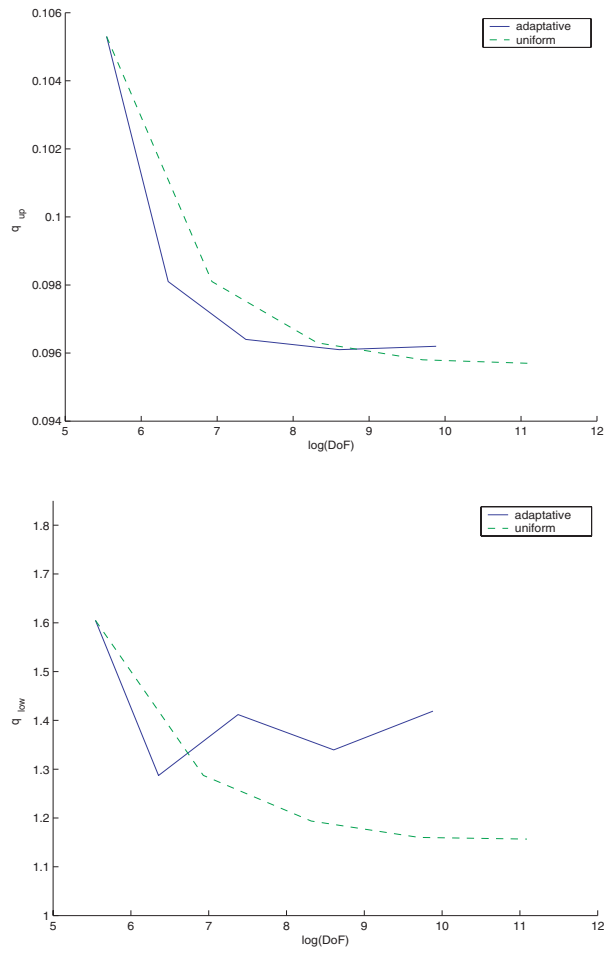 0.106
0.104
0.102
0.1
0.098
0.096
0.094
q up
5 6 7 8 9 10 11 12
log(DoF)
adaptative
uniform
1.8
1.7
1.6
1.5
1.4
1.3
1.2
1.1
1
q low
5 6 7 8 9 10 11 12
log(DoF)
adaptative
uniform